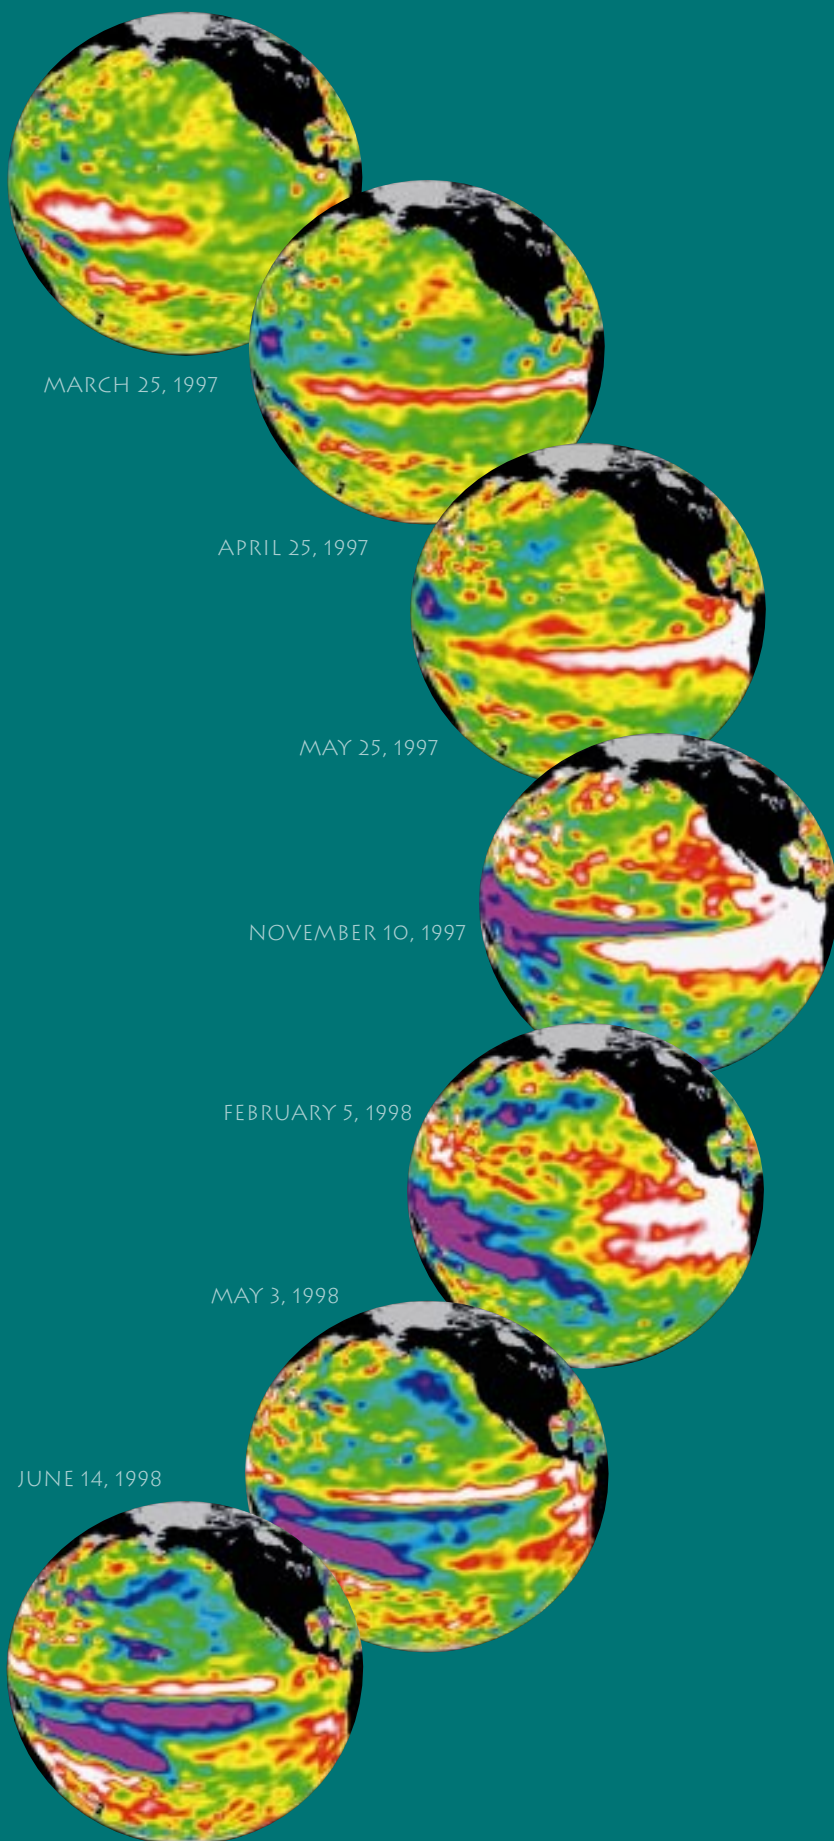 MARCH 25, 1997
APRIL 25, 1997
MAY 25, 1997
NOVEMBER 10, 1997
FEBRUARY 5, 1998
MAY 3, 1998
JUNE 14, 1998